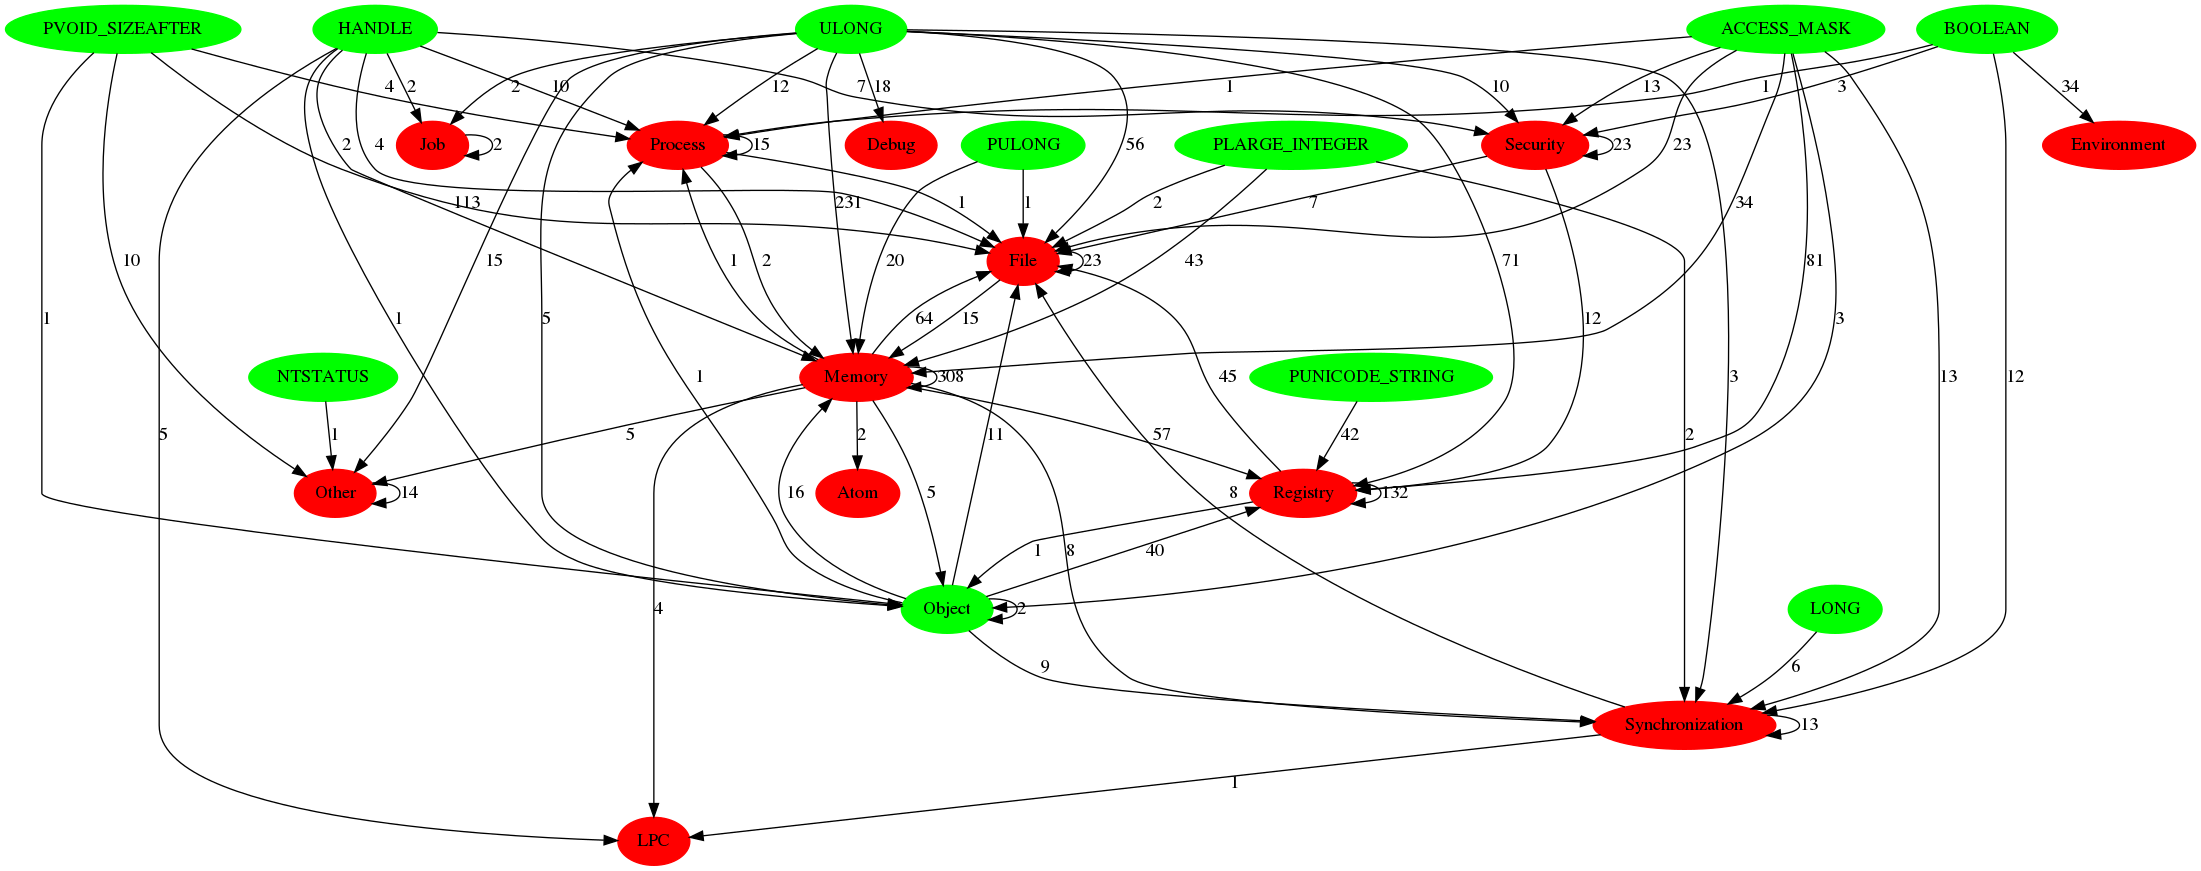 PVOID_SIZEAFTER HANDLE ULONG ACCESS_MASK BOOLEAN
4 2 2 10 12 7 18 10 1 13 1 3 34
Job Process Debug PULONG PLARGE_INTEGER Security Environment
2 4 2 15 56 23 23
113 231 1 1 2 7 34
10 15 1 2 20 File 23 43 71 81
1 1 5 64 15 12 3
NTSTATUS Memory 308 45 PUNICODE_STRING 1 3 13 12
5 1 5 2 11 57 42 2
Other 14 16 Atom 5 8 Registry 132
1 8 40
4 Object 2 LONG
9 6
Synchronization 13
1
LPC